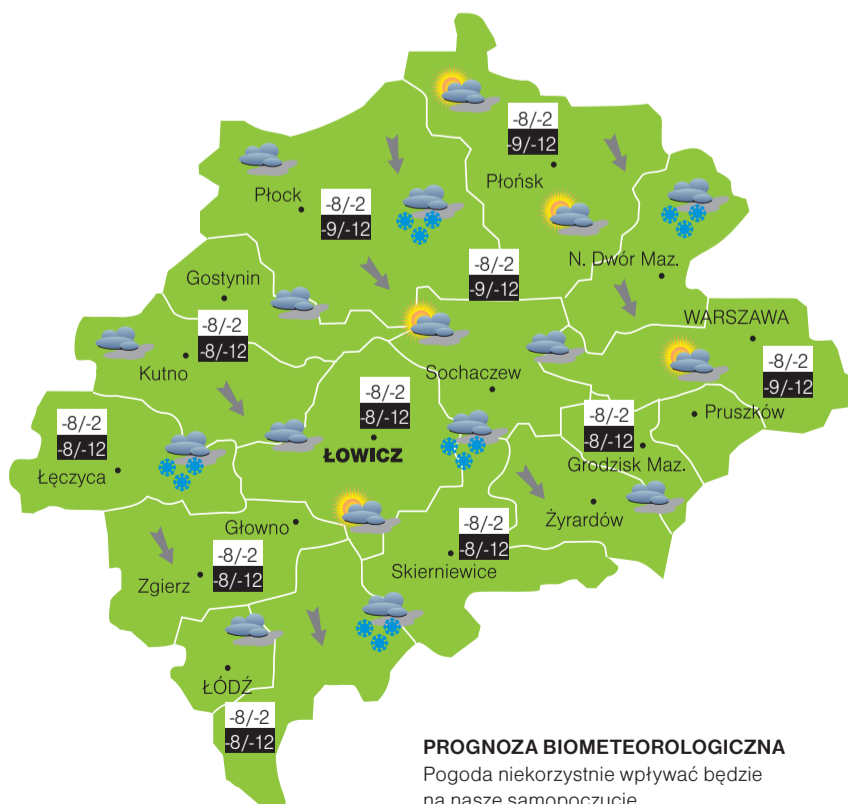 -8/-2
-9/-12
Płońsk
Płock
-8/-2
-9/-12
N. Dwór Maz.
-8/-2
-9/-12
Gostynin
-8/-2
-8/-12
Kutno
WARSZAWA
-8/-2
-9/-12
Sochaczew
-8/-2
-8/-12
ŁOWICZ
Pruszków
-8/-2
-8/-12
Grodzisk Maz.
-8/-2
-8/-12
Łęczyca
Żyrardów
Głowno
-8/-2
-8/-12
Skierniewice
-8/-2
-8/-12
Zgierz
ŁÓDŹ
-8/-2
-8/-12
PROGNOZA BIOMETEOROLOGICZNA
Pogoda niekorzystnie wpływać będzie
na nasze samopoczucie